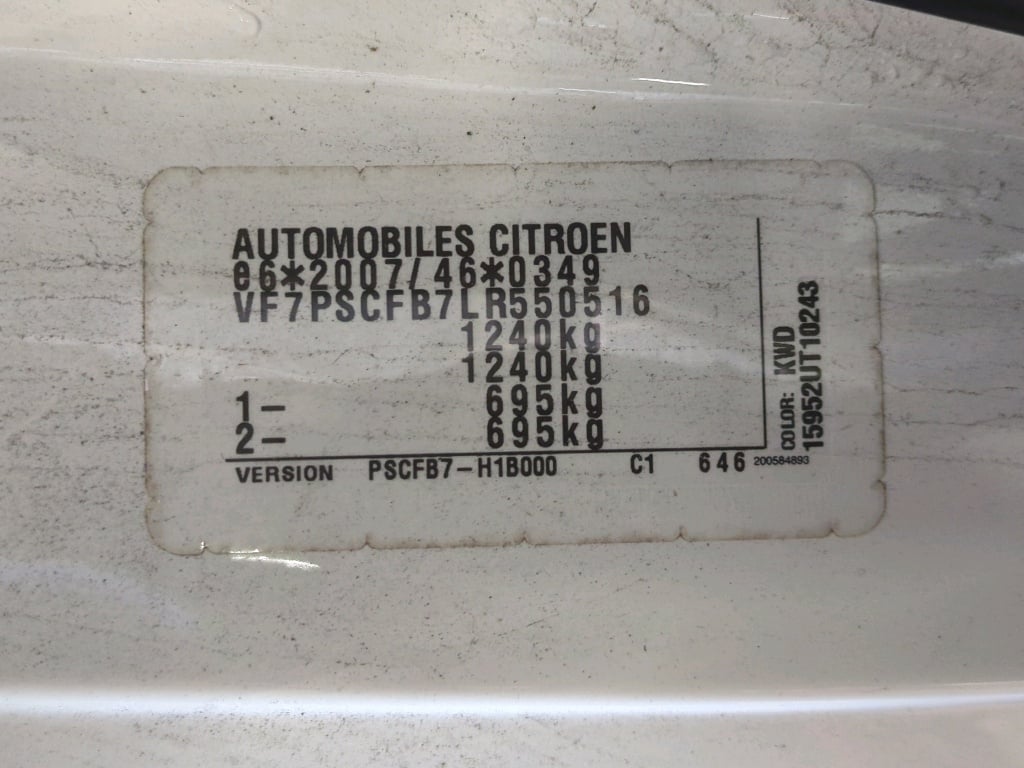 AUTOMOBILES CITROEN
e6*2007/46*0349
VF7PSCFB7LR550516
1240kg
1240kg
1– 695kg
2– 695kg
VERSION PSCFB7–H1B000 C1 646 200584893
COLOR: KWD
15952UT10243